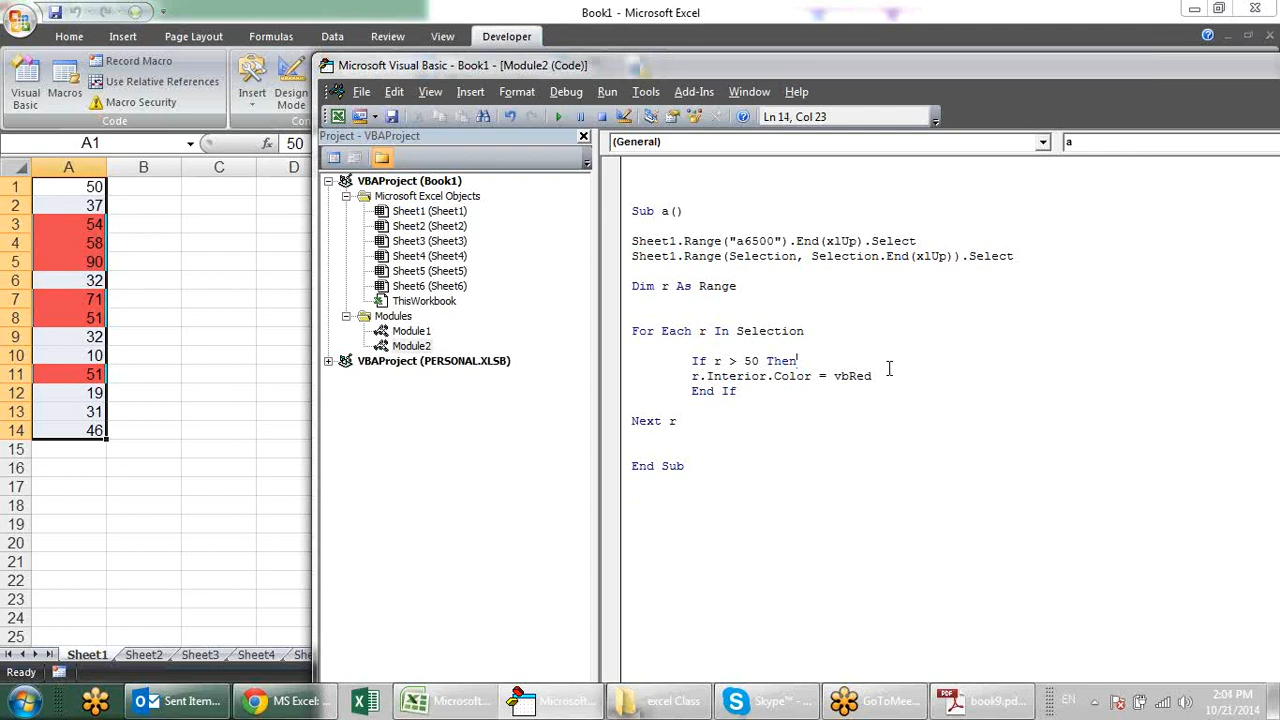 Book1 - Microsoft Excel
Home Insert Page Layout Formulas Data Review View Developer
Visual Basic
Macros
Record Macro
Use Relative References
Macro Security
Code
Insert
Design Mode
A1 fx 50
A B C D
1 50
2 37
3 54
4 58
5 90
6 32
7 71
8 51
9 32
10 10
11 51
12 19
13 31
14 46
15
16
17
18
19
20
21
22
23
24
25
Sheet1 Sheet2 Sheet3 Sheet4
Ready
Microsoft Visual Basic - Book1 - [Module2 (Code)]
File Edit View Insert Format Debug Run Tools Add-Ins Window Help
Ln 14, Col 23
Project - VBAProject
VBAProject (Book1)
Microsoft Excel Objects
Sheet1 (Sheet1)
Sheet2 (Sheet2)
Sheet3 (Sheet3)
Sheet4 (Sheet4)
Sheet5 (Sheet5)
Sheet6 (Sheet6)
ThisWorkbook
Modules
Module1
Module2
VBAProject (PERSONAL.XLSB)
(General) a
Sub a()
Sheet1.Range("a6500").End(xlUp).Select
Sheet1.Range(Selection, Selection.End(xlUp)).Select
Dim r As Range
For Each r In Selection
If r > 50 Then
r.Interior.Color = vbRed
End If
Next r
End Sub
Sent Item... MS Excel: ... Microsoft... Microsoft... excel Class Skype™ - ... GoToMee... book9.pd... EN
2:04 PM
10/21/2014